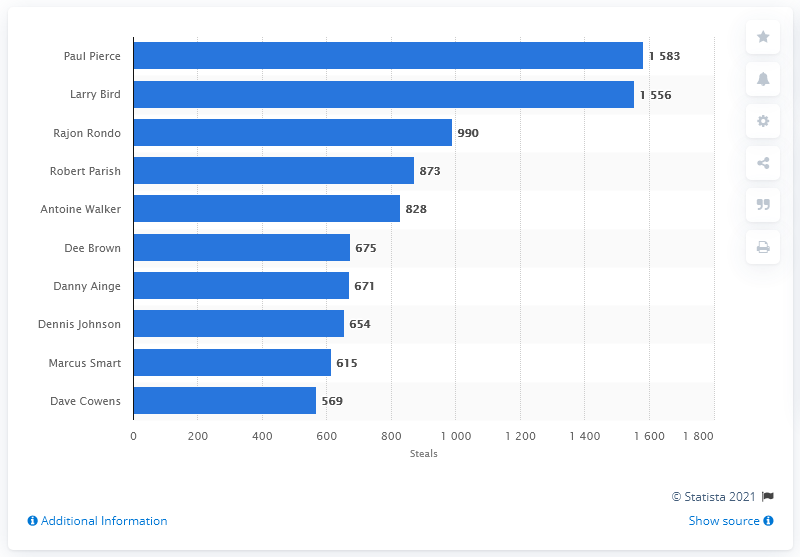 Paul Pierce 1 583
Larry Bird 1 556
Rajon Rondo 990
Robert Parish 873
Antoine Walker 828
Dee Brown 675
Danny Ainge 671
Dennis Johnson 654
Marcus Smart 615
Dave Cowens 569
0 200 400 600 800 1 000 1 200 1 400 1 600 1 800
Steals
© Statista 2021
Additional Information
Show source